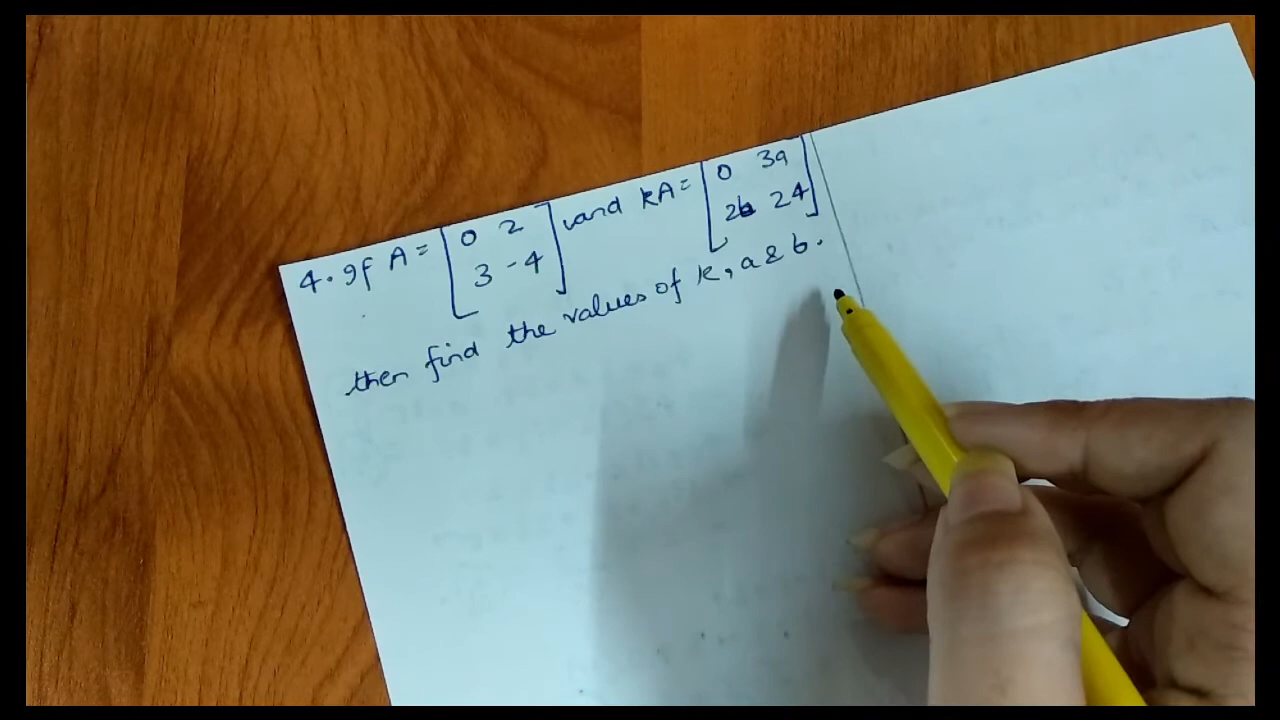 4. If A = [0 2 3 -4] and kA = [0 3a 2b 24]
then find the values of k, a & b.